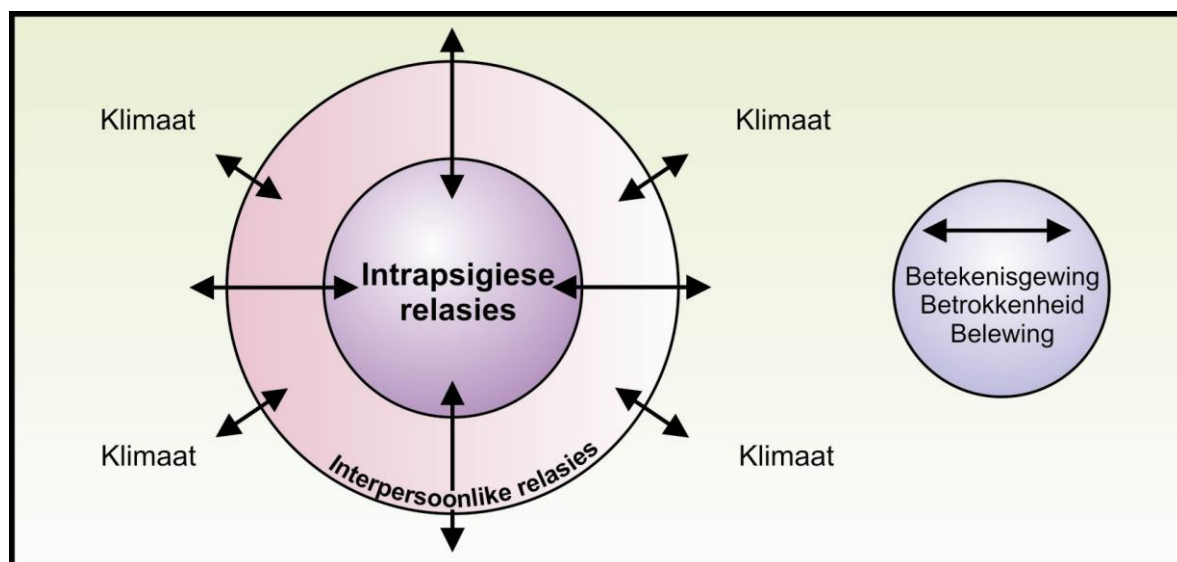 Klimaat
Klimaat
Intrapsigiese
relasies
Betekenisgewing
Betrokkenheid
Belewing
Klimaat
Klimaat
Interpersoonlike relasies